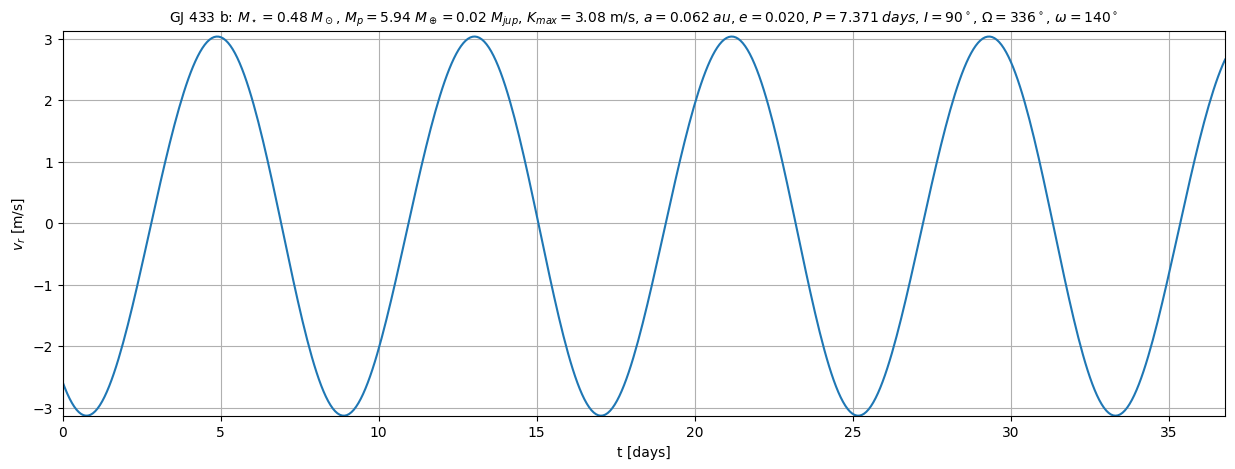 GJ 433 b: M⋆ = 0.48 M⊙, Mp = 5.94 M⊕ = 0.02 Mjup, Kmax = 3.08 m/s, a = 0.062 au, e = 0.020, P = 7.371 days, I = 90°, Ω = 336°, ω = 140°
3
2
1
0
−1
−2
−3
vr [m/s]
0 5 10 15 20 25 30 35
t [days]